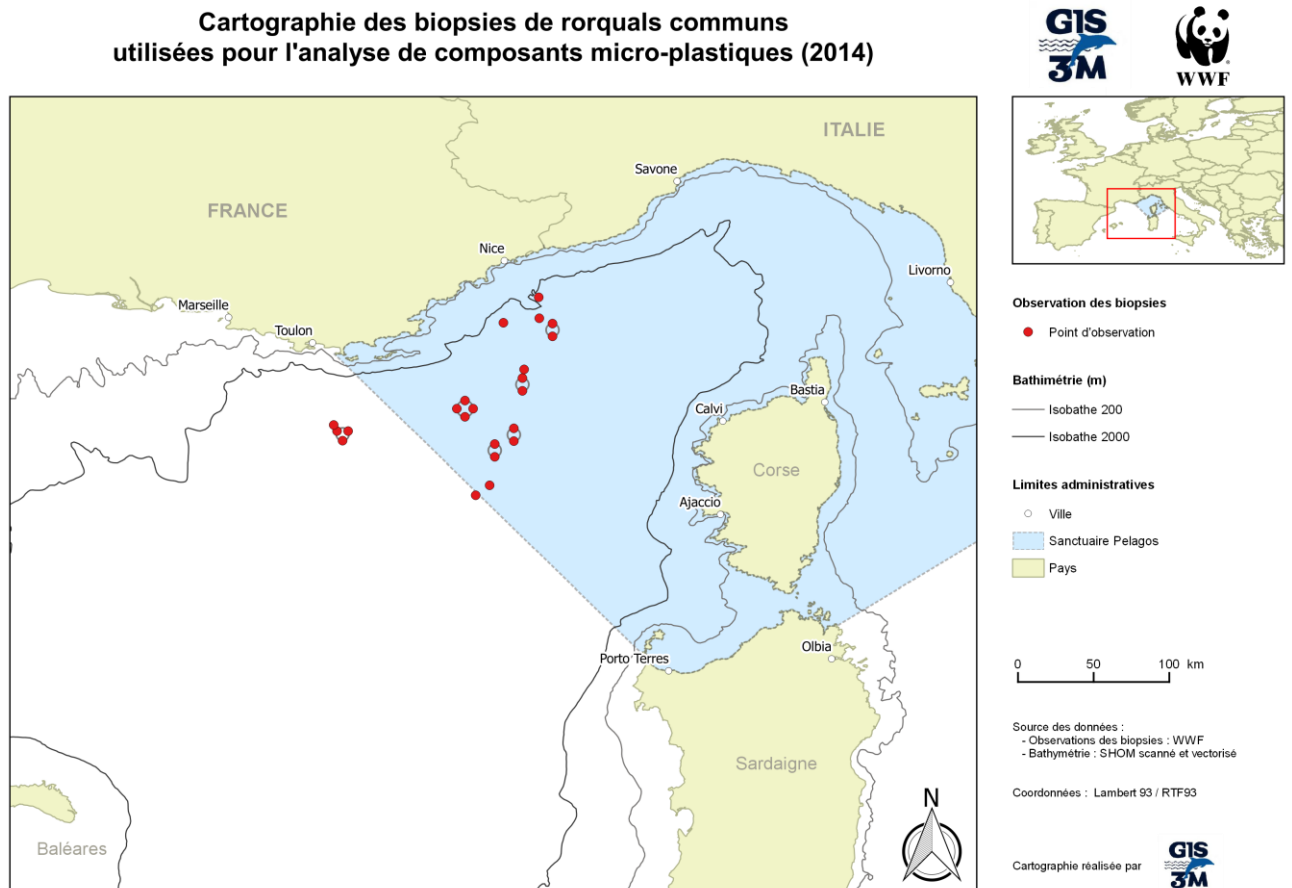 Cartographie des biopsies de rorquals communs
utilisées pour l'analyse de composants micro-plastiques (2014)
GIS
3M
WWF
ITALIE
Savone
FRANCE
Nice
Livorno
Marseille
Toulon
Bastia
Calvi
Corse
Ajaccio
Olbia
Porto Terres
Sardaigne
Baléares
N
Observation des biopsies
Point d'observation
Bathimétrie (m)
Isobathe 200
Isobathe 2000
Limites administratives
Ville
Sanctuaire Pelagos
Pays
0 50 100 km
Source des données :
- Observations des biopsies : WWF
- Bathymétrie : SHOM scanné et vectorisé
Coordonnées : Lambert 93 / RTF93
Cartographie réalisée par
GIS
3M